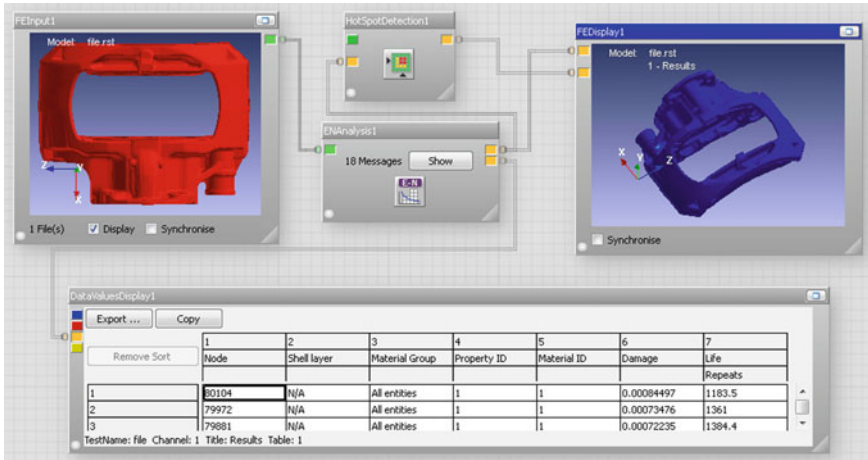 FEInput1
Model: file.rst
Z
Y
X
1 File(s) Display Synchronise
HotSpotDetection1
ENAnalysis1
18 Messages Show
E-N
FEDisplay1
Model: file.rst
1 - Results
X
Y
Z
Synchronise
DataValuesDisplay1
Export ... Copy
Remove Sort
1 2 3 4 5 6 7
Node Shell layer Material Group Property ID Material ID Damage Life
Repeats
1 80104 N/A All entities 1 1 0.00084497 1183.5
2 79972 N/A All entities 1 1 0.00073476 1361
3 79881 N/A All entities 1 1 0.00072235 1384.4
TestName: file Channel: 1 Title: Results Table: 1